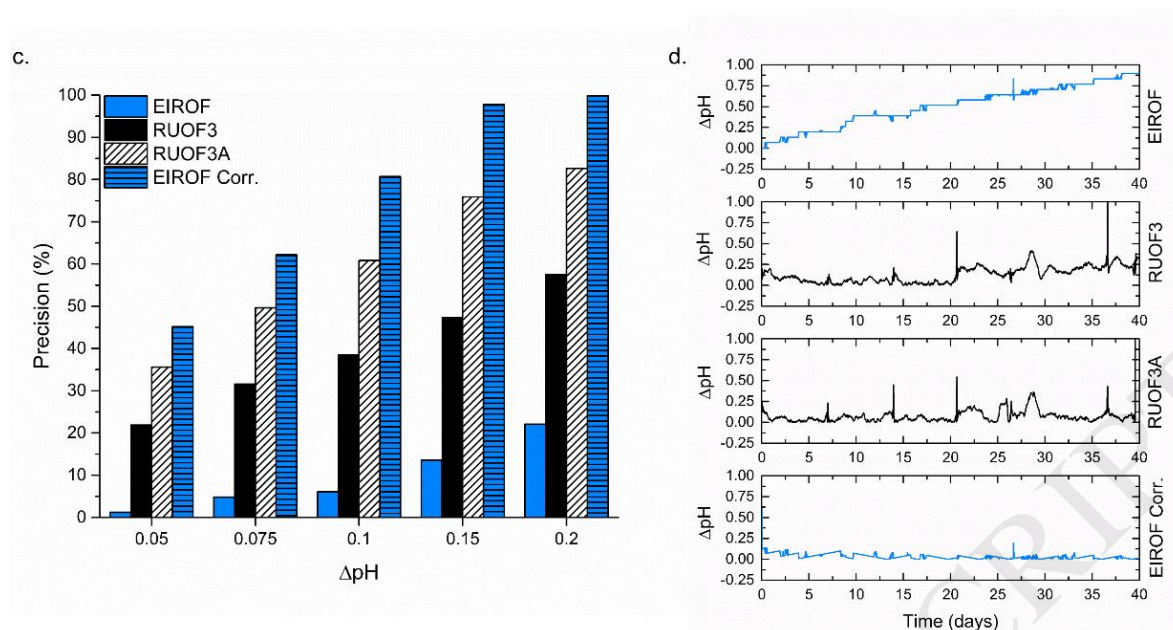 c.
EIROF
RUOF3
RUOF3A
EIROF Corr.
100
90
80
70
60
50
40
30
20
10
0
Precision (%)
0.05 0.075 0.1 0.15 0.2
ΔpH
d.
1.00
0.75
0.50
0.25
0.00
-0.25
ΔpH
EIROF
0 5 10 15 20 25 30 35 40
1.00
0.75
0.50
0.25
0.00
-0.25
ΔpH
RUOF3
0 5 10 15 20 25 30 35 40
1.00
0.75
0.50
0.25
0.00
-0.25
ΔpH
RUOF3A
0 5 10 15 20 25 30 35 40
1.00
0.75
0.50
0.25
0.00
-0.25
ΔpH
EIROF Corr.
0 5 10 15 20 25 30 35 40
Time (days)
CRIPT